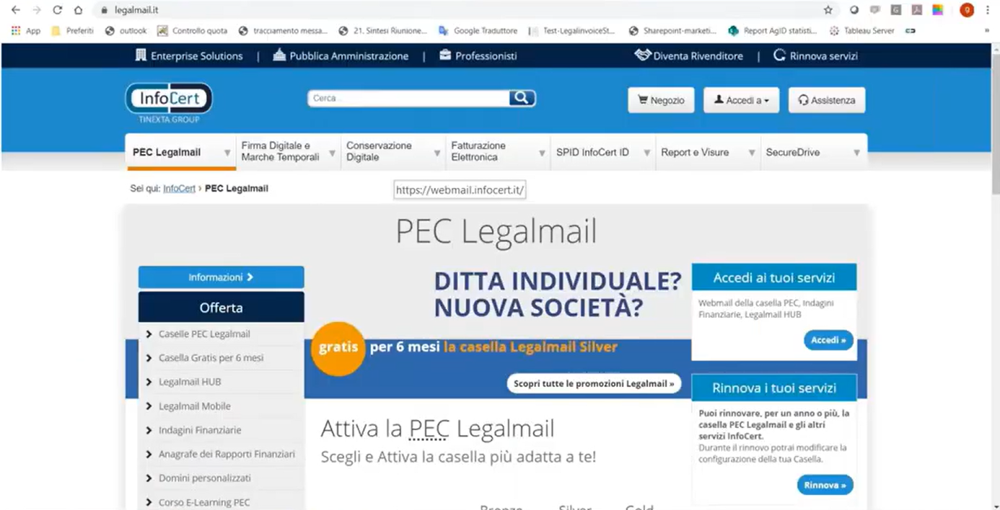 legalmail.it
App Preferiti outlook Controllo quota tracciamento messa... 21. Sintesi Riunione... Google Traduttore Test-LegalinvoiceSt... Sharepoint-marketi... Report AgID statisti... Tableau Server »
Enterprise Solutions | Pubblica Amministrazione | Professionisti Diventa Rivenditore | Rinnova servizi
InfoCert
TINEXTA GROUP
Cerca
Negozio Accedi a Assistenza
PEC Legalmail
Firma Digitale e
Marche Temporali
Conservazione
Digitale
Fatturazione
Elettronica
SPID InfoCert ID
Report e Visure
SecureDrive
Sei qui: InfoCert › PEC Legalmail
https://webmail.infocert.it/
PEC Legalmail
Informazioni
Offerta
Caselle PEC Legalmail
Casella Gratis per 6 mesi
Legalmail HUB
Legalmail Mobile
Indagini Finanziarie
Anagrafe dei Rapporti Finanziari
Domini personalizzati
Corso E-Learning PEC
DITTA INDIVIDUALE?
NUOVA SOCIETÀ?
gratis per 6 mesi la casella Legalmail Silver
Scopri tutte le promozioni Legalmail »
Attiva la PEC Legalmail
Scegli e Attiva la casella più adatta a te!
Bronze Silver Gold
Accedi ai tuoi servizi
Webmail della casella PEC, Indagini
Finanziarie, Legalmail HUB
Accedi »
Rinnova i tuoi servizi
Puoi rinnovare, per un anno o più, la
casella PEC Legalmail e gli altri
servizi InfoCert.
Durante il rinnovo potrai modificare la
configurazione della tua Casella.
Rinnova »